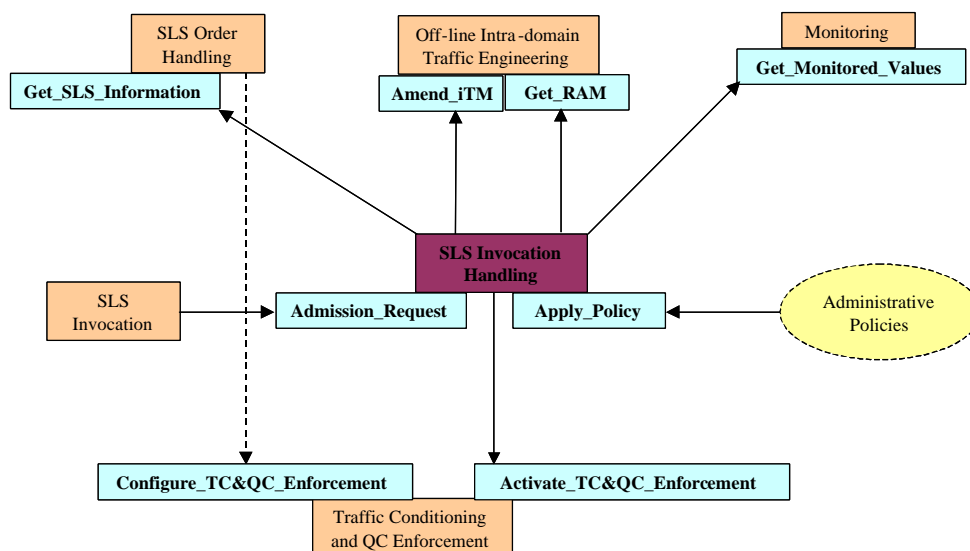 SLS Order
Handling
Get_SLS_Information
Off-line Intra-domain
Traffic Engineering
Amend_iTM
Get_RAM
Monitoring
Get_Monitored_Values
SLS Invocation
Handling
SLS
Invocation
Admission_Request
Apply_Policy
Administrative
Policies
Configure_TC&QC_Enforcement
Activate_TC&QC_Enforcement
Traffic Conditioning
and QC Enforcement